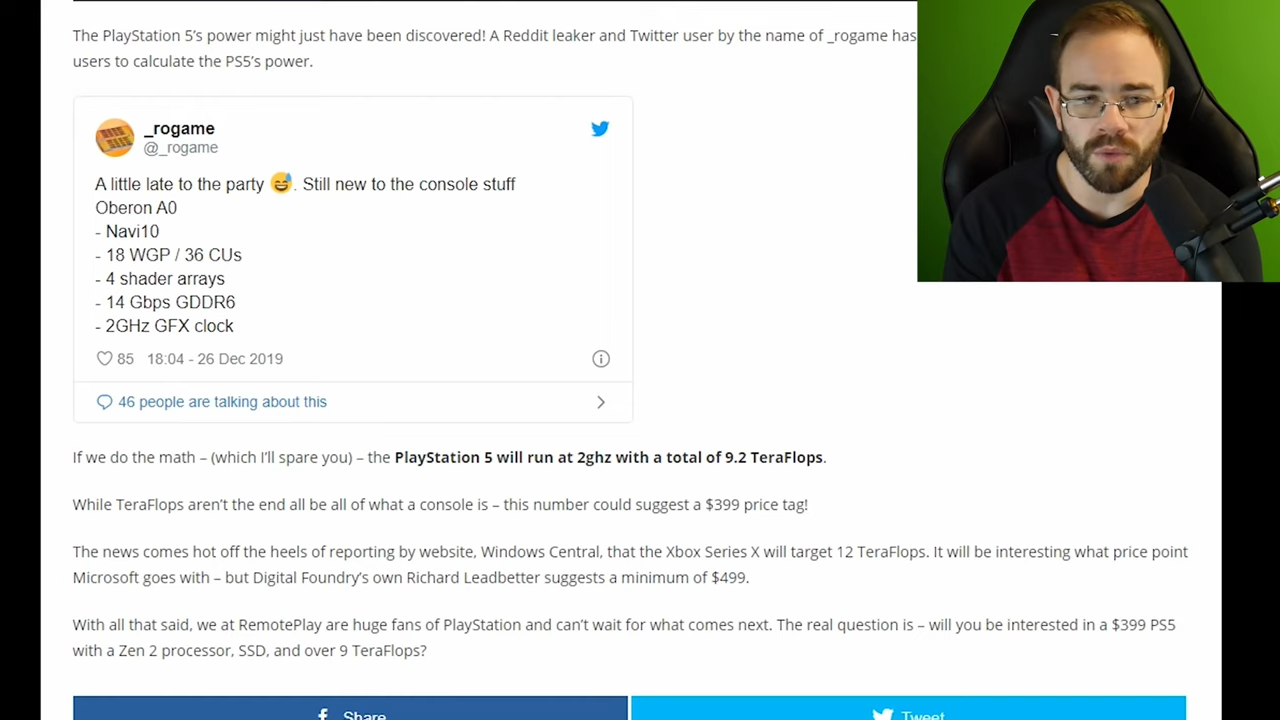 The PlayStation 5's power might just have been discovered! A Reddit leaker and Twitter user by the name of _rogame has
users to calculate the PS5's power.
_rogame
@_rogame
A little late to the party 😅. Still new to the console stuff
Oberon A0
- Navi10
- 18 WGP / 36 CUs
- 4 shader arrays
- 14 Gbps GDDR6
- 2GHz GFX clock
85 18:04 - 26 Dec 2019
46 people are talking about this
If we do the math – (which I'll spare you) – the PlayStation 5 will run at 2ghz with a total of 9.2 TeraFlops.
While TeraFlops aren't the end all be all of what a console is – this number could suggest a $399 price tag!
The news comes hot off the heels of reporting by website, Windows Central, that the Xbox Series X will target 12 TeraFlops. It will be interesting what price point
Microsoft goes with – but Digital Foundry's own Richard Leadbetter suggests a minimum of $499.
With all that said, we at RemotePlay are huge fans of PlayStation and can't wait for what comes next. The real question is – will you be interested in a $399 PS5
with a Zen 2 processor, SSD, and over 9 TeraFlops?
Share Tweet